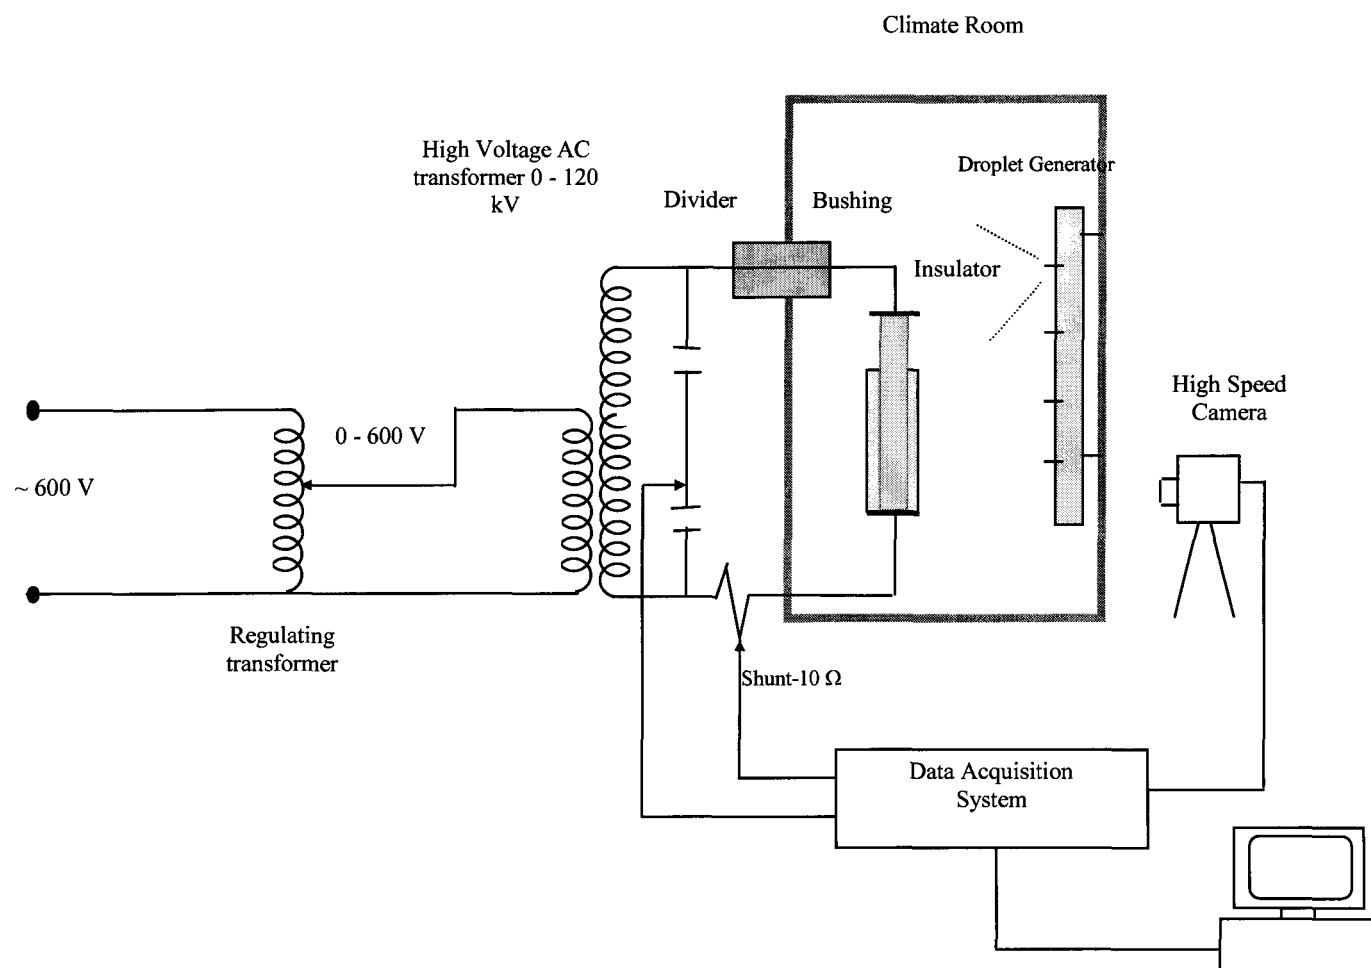 Climate Room
High Voltage AC
transformer 0 - 120
kV
Divider
Bushing
Droplet Generator
Insulator
High Speed
Camera
0 - 600 V
~ 600 V
Regulating
transformer
Shunt-10 Ω
Data Acquisition
System